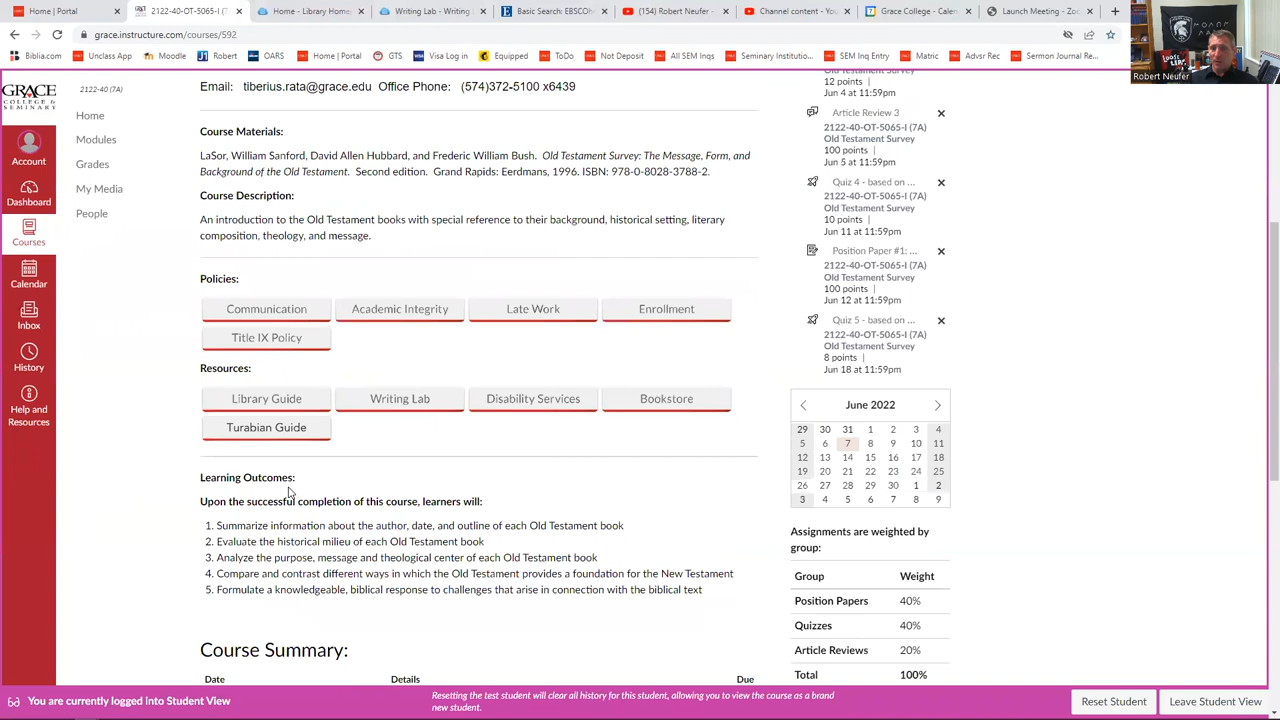 Home | Portal
2122-40-OT-5065-I (7A)
Home - Library Home
Writing Lab - Writing
Basic Search: EBSCOh
(154) Robert Neufer -
Channel content - You
Grace College - Calen
Launch Meeting - Zoo
grace.instructure.com/courses/592
Biblia.com
Unclass App
Moodle
Robert
OARS
Home | Portal
GTS
Visa Log in
Equipped
ToDo
Not Deposit
All SEM Inqs
Seminary Institutio...
SEM Inq Entry
Matric
Advsr Rec
Sermon Journal Re...
Robert Neufer
GRACE
COLLEGE &
SEMINARY
Account
Dashboard
Courses
Calendar
Inbox
History
Help and
Resources
2122-40 (7A)
Home
Modules
Grades
My Media
People
Email: tiberius.rata@grace.edu Office Phone: (574)372-5100 x6439
Course Materials:
LaSor, William Sanford, David Allen Hubbard, and Frederic William Bush. Old Testament Survey: The Message, Form, and
Background of the Old Testament. Second edition. Grand Rapids: Eerdmans, 1996. ISBN: 978-0-8028-3788-2.
Course Description:
An introduction to the Old Testament books with special reference to their background, historical setting, literary
composition, theology, and message.
Policies:
Communication
Academic Integrity
Late Work
Enrollment
Title IX Policy
Resources:
Library Guide
Writing Lab
Disability Services
Bookstore
Turabian Guide
Learning Outcomes:
Upon the successful completion of this course, learners will:
1. Summarize information about the author, date, and outline of each Old Testament book
2. Evaluate the historical milieu of each Old Testament book
3. Analyze the purpose, message and theological center of each Old Testament book
4. Compare and contrast different ways in which the Old Testament provides a foundation for the New Testament
5. Formulate a knowledgeable, biblical response to challenges that arise in connection with the biblical text
Course Summary:
Date Details Due
Old Testament Survey
12 points
Jun 4 at 11:59pm
Article Review 3
2122-40-OT-5065-I (7A)
Old Testament Survey
100 points |
Jun 5 at 11:59pm
Quiz 4 - based on ...
2122-40-OT-5065-I (7A)
Old Testament Survey
10 points |
Jun 11 at 11:59pm
Position Paper #1: ...
2122-40-OT-5065-I (7A)
Old Testament Survey
100 points |
Jun 12 at 11:59pm
Quiz 5 - based on ...
2122-40-OT-5065-I (7A)
Old Testament Survey
8 points |
Jun 18 at 11:59pm
June 2022
29 30 31 1 2 3 4
5 6 7 8 9 10 11
12 13 14 15 16 17 18
19 20 21 22 23 24 25
26 27 28 29 30 1 2
3 4 5 6 7 8 9
Assignments are weighted by
group:
Group Weight
Position Papers 40%
Quizzes 40%
Article Reviews 20%
Total 100%
You are currently logged into Student View
Resetting the test student will clear all history for this student, allowing you to view the course as a brand
new student.
Reset Student
Leave Student View